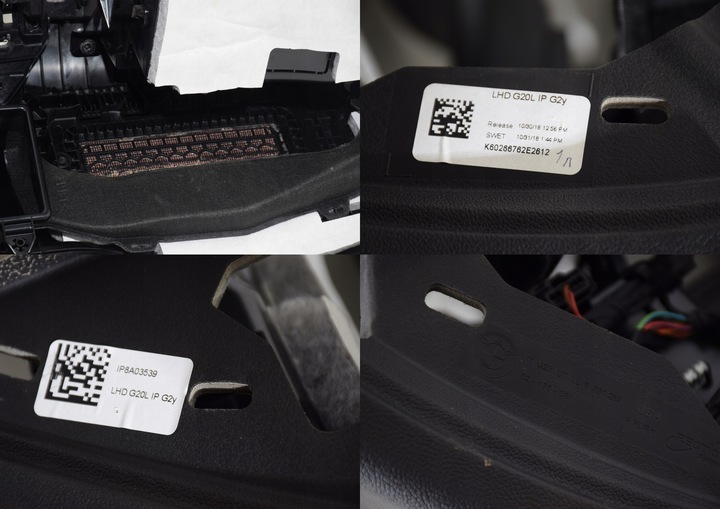 LHD G20L IP G2y
Release 10/30/18 12:56 PM
SWET 10/31/18 1:44 PM
K60266762E2612
IP8A03539
LHD G20L IP G2y